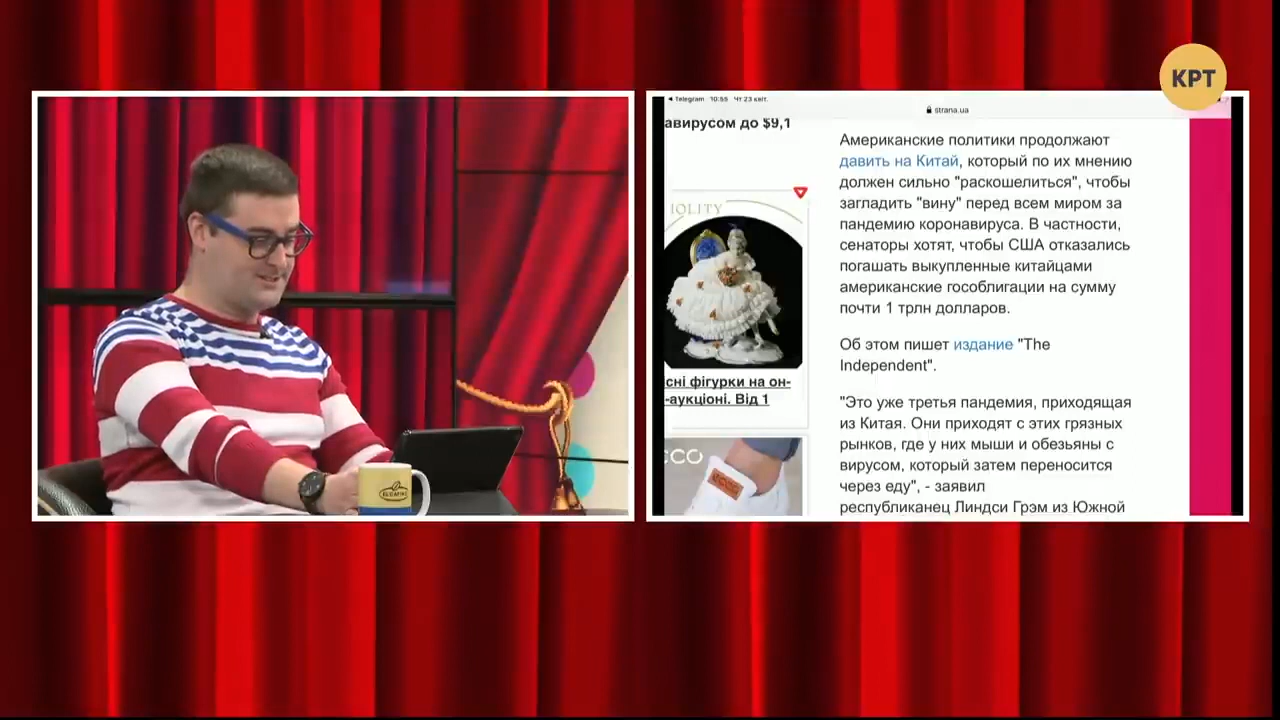 КРТ
Telegram 10:55 Чт 23 квіт.
strana.ua
авирусом до $9,1
IOLITY
сні фігурки на он-
-аукціоні. Від 1
Американские политики продолжают
давить на Китай, который по их мнению
должен сильно "раскошелиться", чтобы
загладить "вину" перед всем миром за
пандемию коронавируса. В частности,
сенаторы хотят, чтобы США отказались
погашать выкупленные китайцами
американские гособлигации на сумму
почти 1 трлн долларов.
Об этом пишет издание "The
Independent".
"Это уже третья пандемия, приходящая
из Китая. Они приходят с этих грязных
рынков, где у них мыши и обезьяны с
вирусом, который затем переносится
через еду", - заявил
республиканец Линдси Грэм из Южной